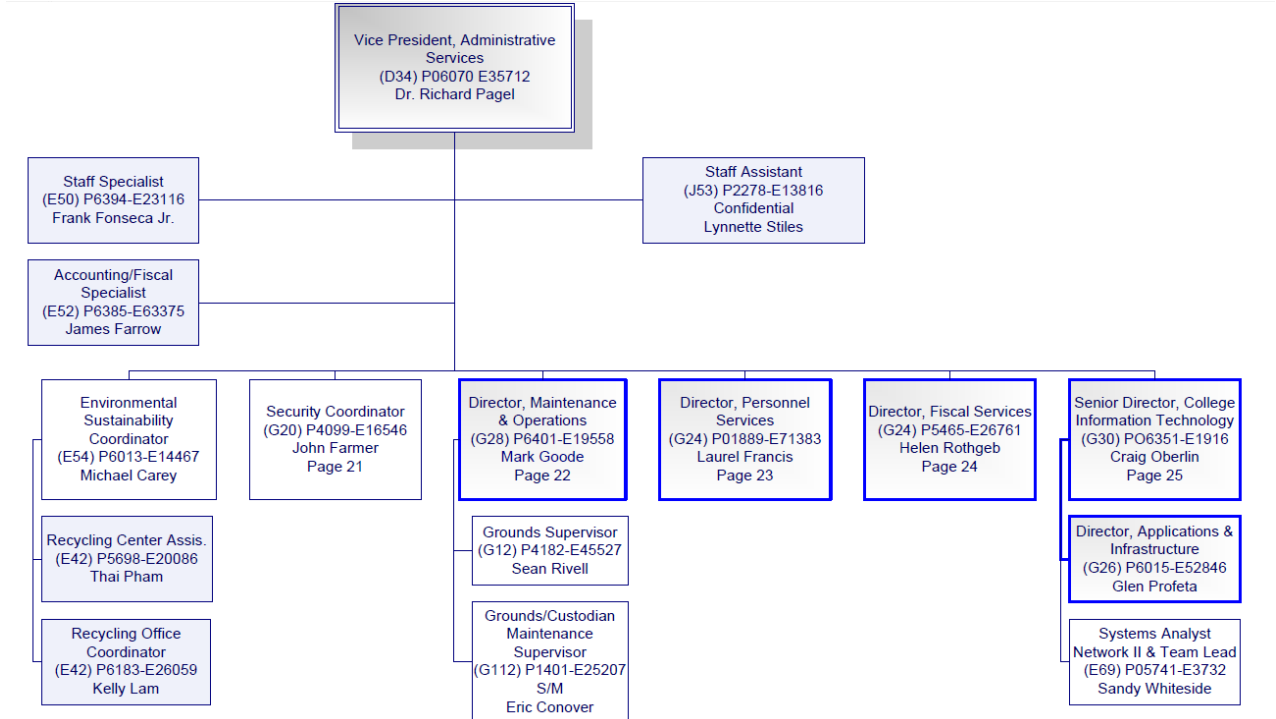 Vice President, Administrative
Services
(D34) P06070 E35712
Dr. Richard Pagel
Staff Specialist
(E50) P6394-E23116
Frank Fonseca Jr.
Staff Assistant
(J53) P2278-E13816
Confidential
Lynnette Stiles
Accounting/Fiscal
Specialist
(E52) P6385-E63375
James Farrow
Environmental
Sustainability
Coordinator
(E54) P6013-E14467
Michael Carey
Security Coordinator
(G20) P4099-E16546
John Farmer
Page 21
Director, Maintenance
& Operations
(G28) P6401-E19558
Mark Goode
Page 22
Director, Personnel
Services
(G24) P01889-E71383
Laurel Francis
Page 23
Director, Fiscal Services
(G24) P5465-E26761
Helen Rothgeb
Page 24
Senior Director, College
Information Technology
(G30) PO6351-E1916
Craig Oberlin
Page 25
Recycling Center Assis.
(E42) P5698-E20086
Thai Pham
Grounds Supervisor
(G12) P4182-E45527
Sean Rivell
Director, Applications &
Infrastructure
(G26) P6015-E52846
Glen Profeta
Recycling Office
Coordinator
(E42) P6183-E26059
Kelly Lam
Grounds/Custodian
Maintenance
Supervisor
(G112) P1401-E25207
S/M
Eric Conover
Systems Analyst
Network II & Team Lead
(E69) P05741-E3732
Sandy Whiteside